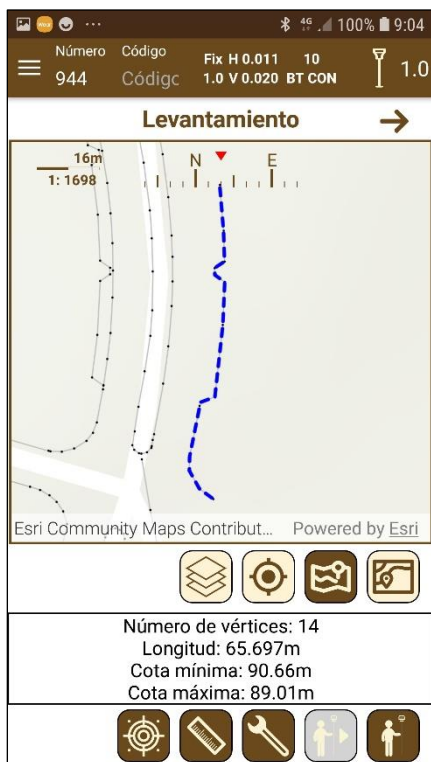 4G 100% 9:04
Número Código Fix H 0.011 10
944 Código 1.0 V 0.020 BT CON 1.0
Levantamiento
16m N E
1: 1698
Esri Community Maps Contribut... Powered by Esri
Número de vértices: 14
Longitud: 65.697m
Cota mínima: 90.66m
Cota máxima: 89.01m